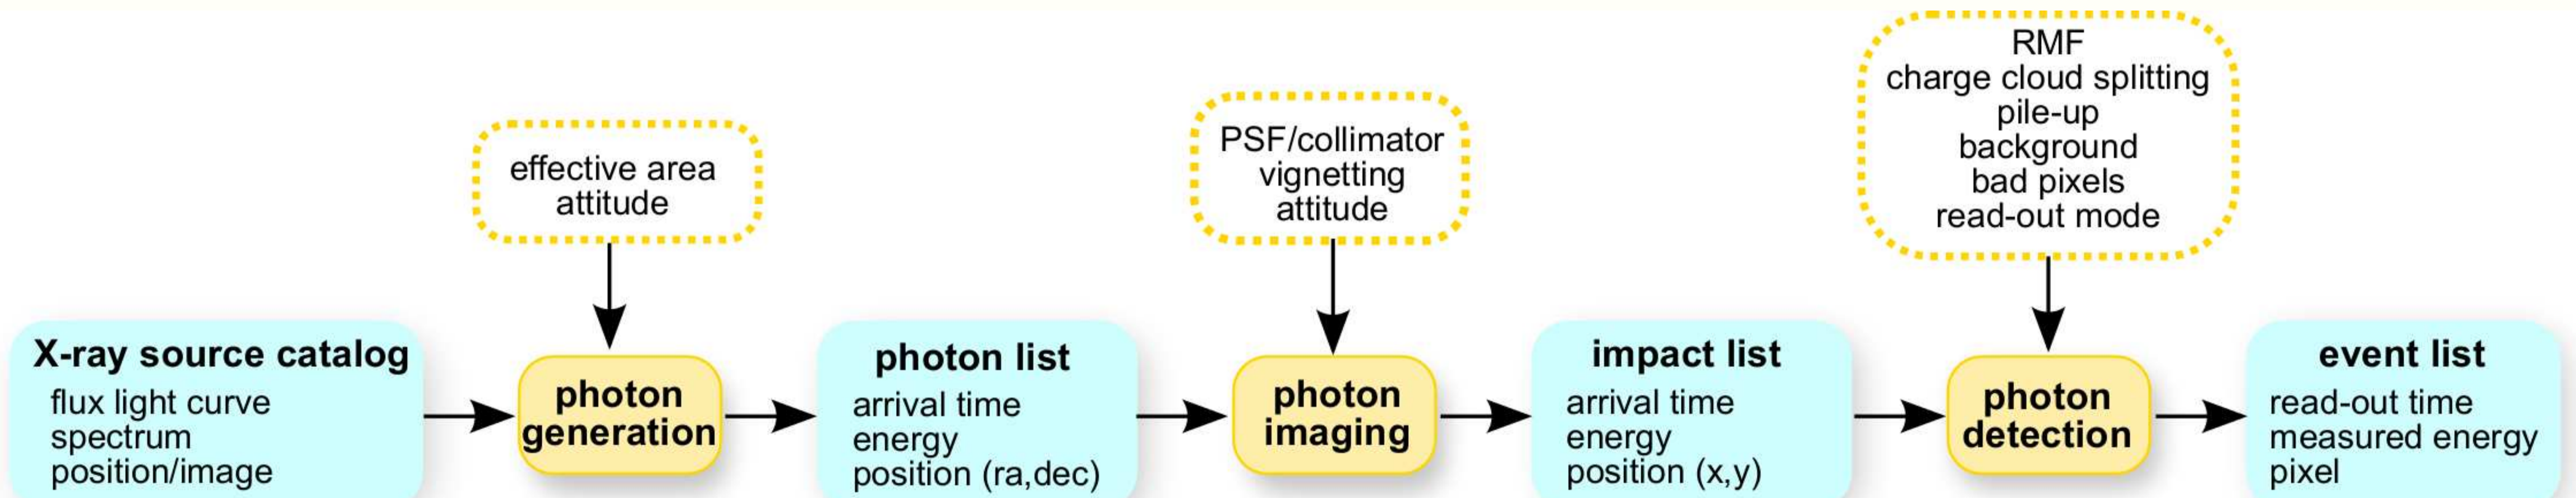 effective area
attitude
PSF/collimator
vignetting
attitude
RMF
charge cloud splitting
pile-up
background
bad pixels
read-out mode
X-ray source catalog
flux light curve
spectrum
position/image
photon
generation
photon list
arrival time
energy
position (ra,dec)
photon
imaging
impact list
arrival time
energy
position (x,y)
photon
detection
event list
read-out time
measured energy
pixel